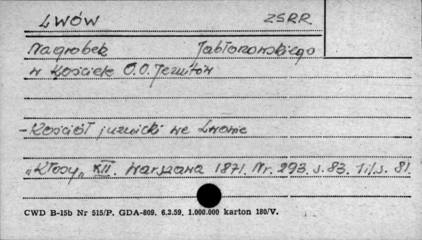 LWÓW ZSRR
Nagrobek Jabłonowskiego
w Kościele O.O. Jezuitów
- Kościół jezuicki we Lwowie
"Kłosy" XII. Warszawa 1871. Nr. 293. s. 83. Il/s. 81.
CWD B-15b Nr 515/P. GDA-809. 6.3.59. 1.000.000 karton 180/V.